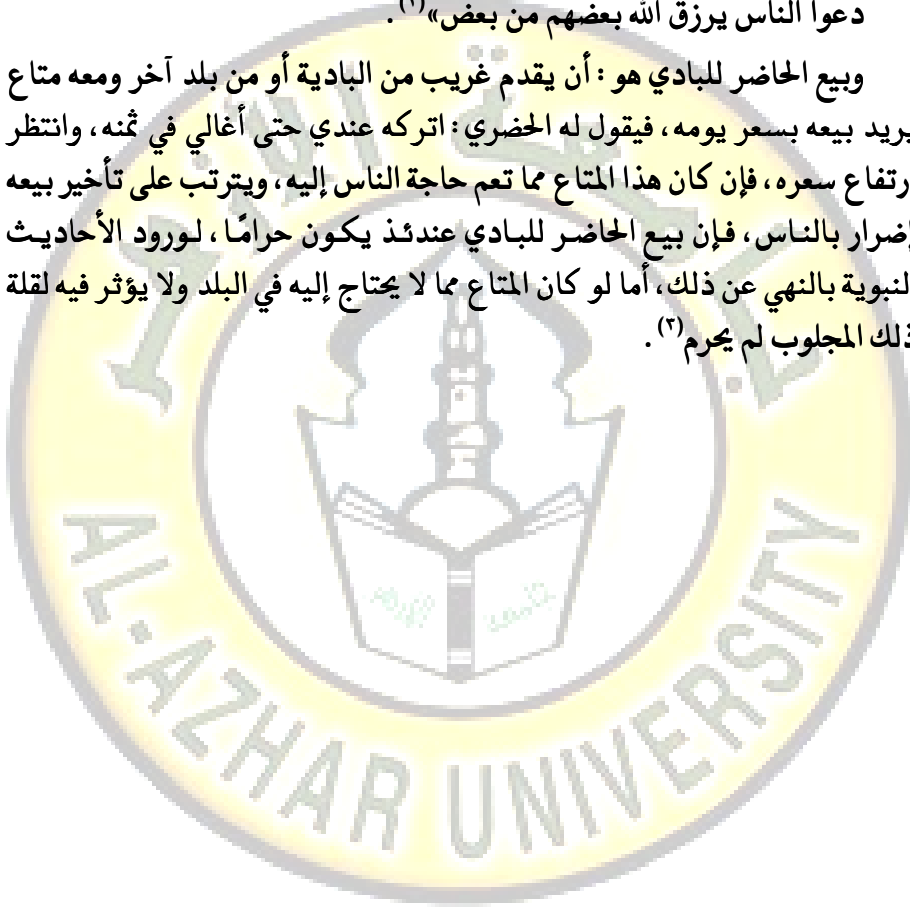 دعوا الناس يرزق الله بعضهم من بعض»(٢).
وبيع الحاضر للبادي هو : أن يقدم غريب من البادية أو من بلد آخر ومعه متاع
يريد بيعه بسعر يومه، فيقول له الحضري: اتركه عندي حتى أغالي في ثمنه، وانتظر
ارتفاع سعره، فإن كان هذا المتاع مما تعم حاجة الناس إليه، ويترتب على تأخير بيعه
إضرار بالناس، فإن بيع الحاضر للبادي عندئذ يكون حرامًا، لورود الأحاديث
النبوية بالنهي عن ذلك، أما لو كان المتاع مما لا يحتاج إليه في البلد ولا يؤثر فيه لقلة
ذلك المجلوب لم يحرم(٣).
جامعة الأزهر
AL-AZHAR UNIVERSITY